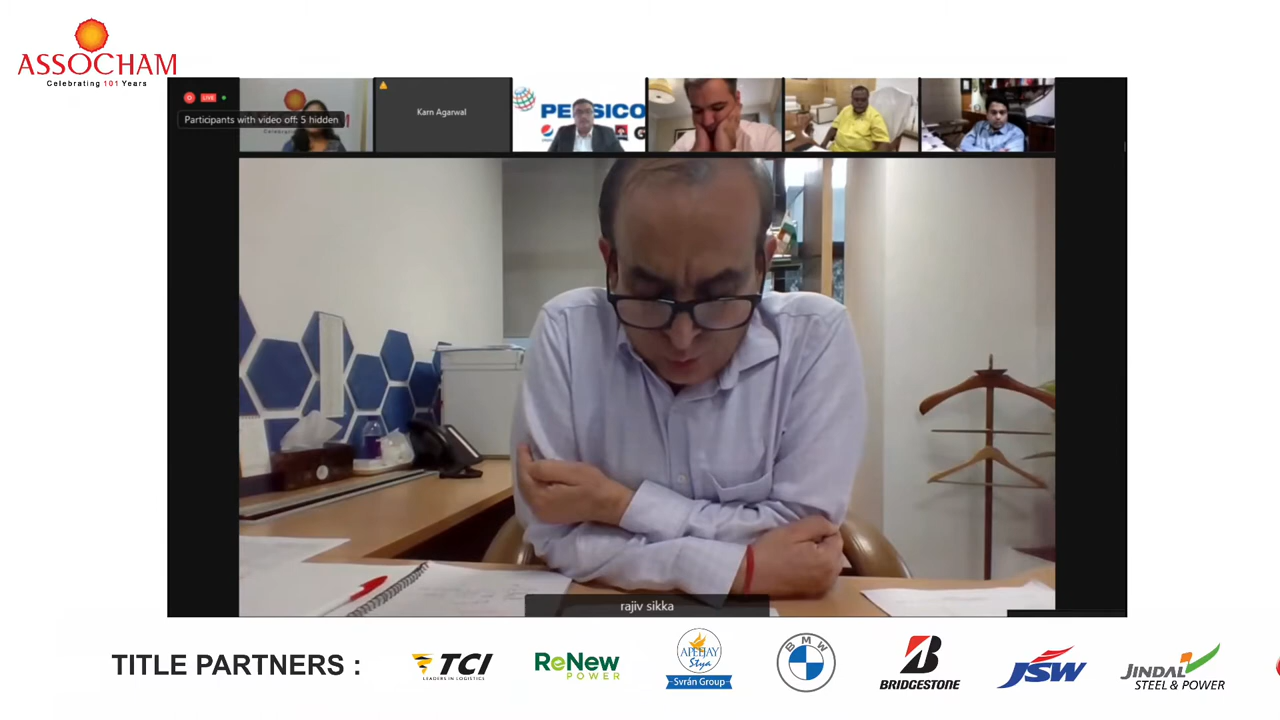 ASSOCHAM
Celebrating 101 Years
LIVE
Participants with video off: 5 hidden
Karn Agarwal
PEPSICO
rajiv sikka
TITLE PARTNERS :
TCI
LEADERS IN LOGISTICS
ReNew
POWER
APEEJAY
Stya
Svrán Group
BMW
BRIDGESTONE
JSW
JINDAL
STEEL & POWER